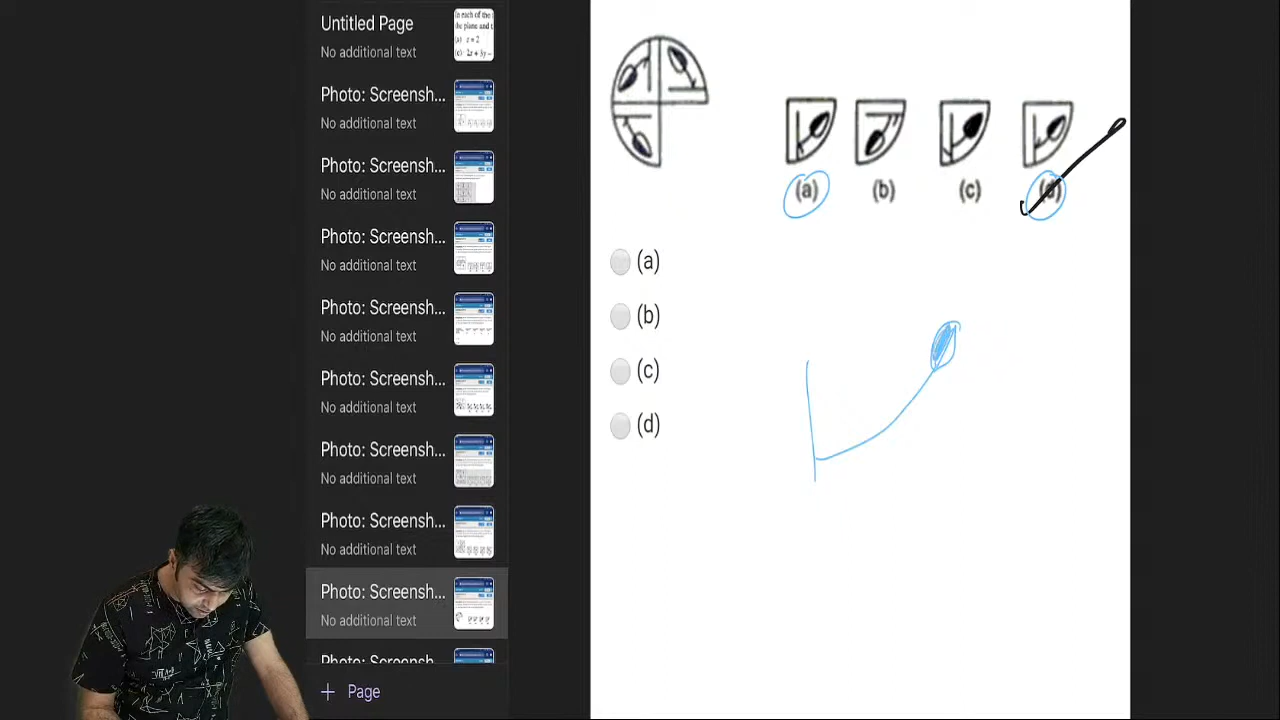 Untitled Page
No additional text
Photo: Screensh...
No additional text
Photo: Screensh...
No additional text
Photo: Screensh...
No additional text
Photo: Screensh...
No additional text
Photo: Screensh...
No additional text
Photo: Screensh...
No additional text
Photo: Screensh...
No additional text
Photo: Screensh...
No additional text
Photo: Screensh...
+ Page
(a) (b) (c) (d)
(a)
(b)
(c)
(d)